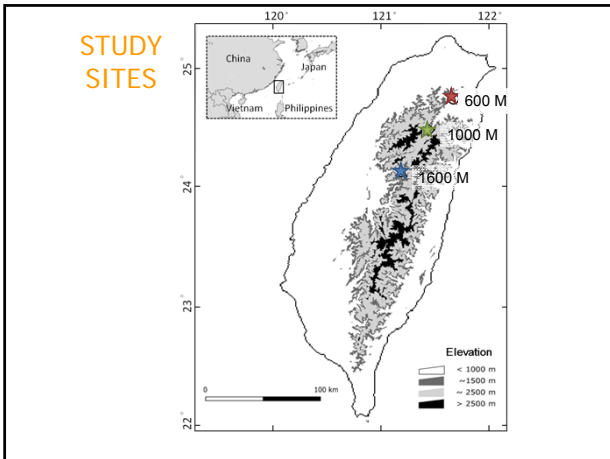 STUDY
SITES
120°
121°
122°
25°
24°
23°
22°
China
Japan
Vietnam
Philippines
600 M
1000 M
1600 M
Elevation
< 1000 m
~1500 m
~ 2500 m
> 2500 m
0
100 km